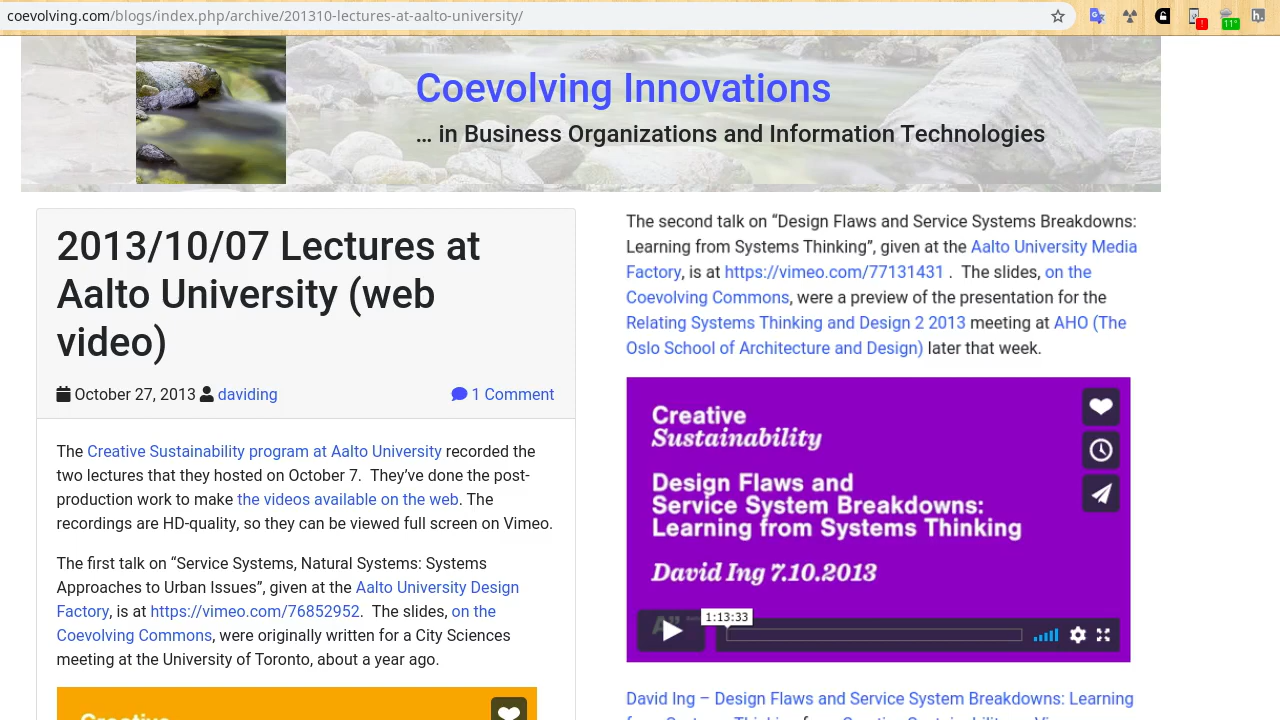 coevolving.com/blogs/index.php/archive/201310-lectures-at-aalto-university/
!
11°
h.
Coevolving Innovations
… in Business Organizations and Information Technologies
2013/10/07 Lectures at
Aalto University (web
video)
October 27, 2013 daviding 1 Comment
The Creative Sustainability program at Aalto University recorded the
two lectures that they hosted on October 7.  They’ve done the post-
production work to make the videos available on the web. The
recordings are HD-quality, so they can be viewed full screen on Vimeo.
The first talk on “Service Systems, Natural Systems: Systems
Approaches to Urban Issues”, given at the Aalto University Design
Factory, is at https://vimeo.com/76852952.  The slides, on the
Coevolving Commons, were originally written for a City Sciences
meeting at the University of Toronto, about a year ago.
Creative
The second talk on “Design Flaws and Service Systems Breakdowns:
Learning from Systems Thinking”, given at the Aalto University Media
Factory, is at https://vimeo.com/77131431 .  The slides, on the
Coevolving Commons, were a preview of the presentation for the
Relating Systems Thinking and Design 2 2013 meeting at AHO (The
Oslo School of Architecture and Design) later that week.
Creative
Sustainability
Design Flaws and
Service System Breakdowns:
Learning from Systems Thinking
David Ing 7.10.2013
1:13:33
David Ing – Design Flaws and Service System Breakdowns: Learning
from Systems Thinking from Creative Sustainability on Vimeo